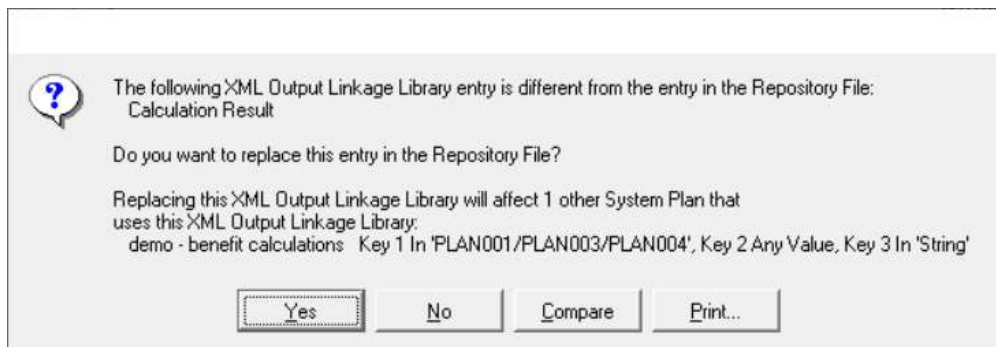 The following XML Output Linkage Library entry is different from the entry in the Repository File:
Calculation Result
Do you want to replace this entry in the Repository File?
Replacing this XML Output Linkage Library will affect 1 other System Plan that
uses this XML Output Linkage Library:
demo - benefit calculations   Key 1 In 'PLAN001/PLAN003/PLAN004', Key 2 Any Value, Key 3 In 'String'
Yes   No   Compare   Print...